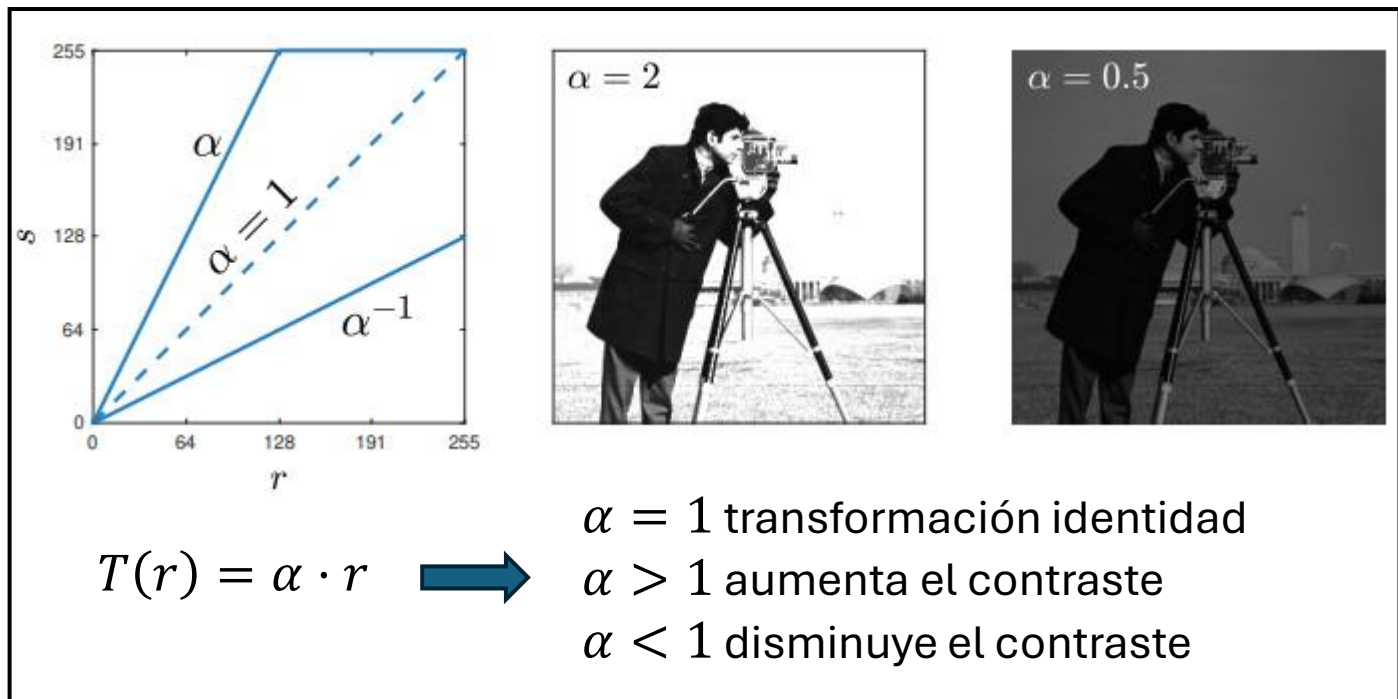 255
191
128
64
0
s
α
α = 1
α⁻¹
0 64 128 191 255
r
α = 2
α = 0.5
T(r) = α · r
α = 1 transformación identidad
α > 1 aumenta el contraste
α < 1 disminuye el contraste